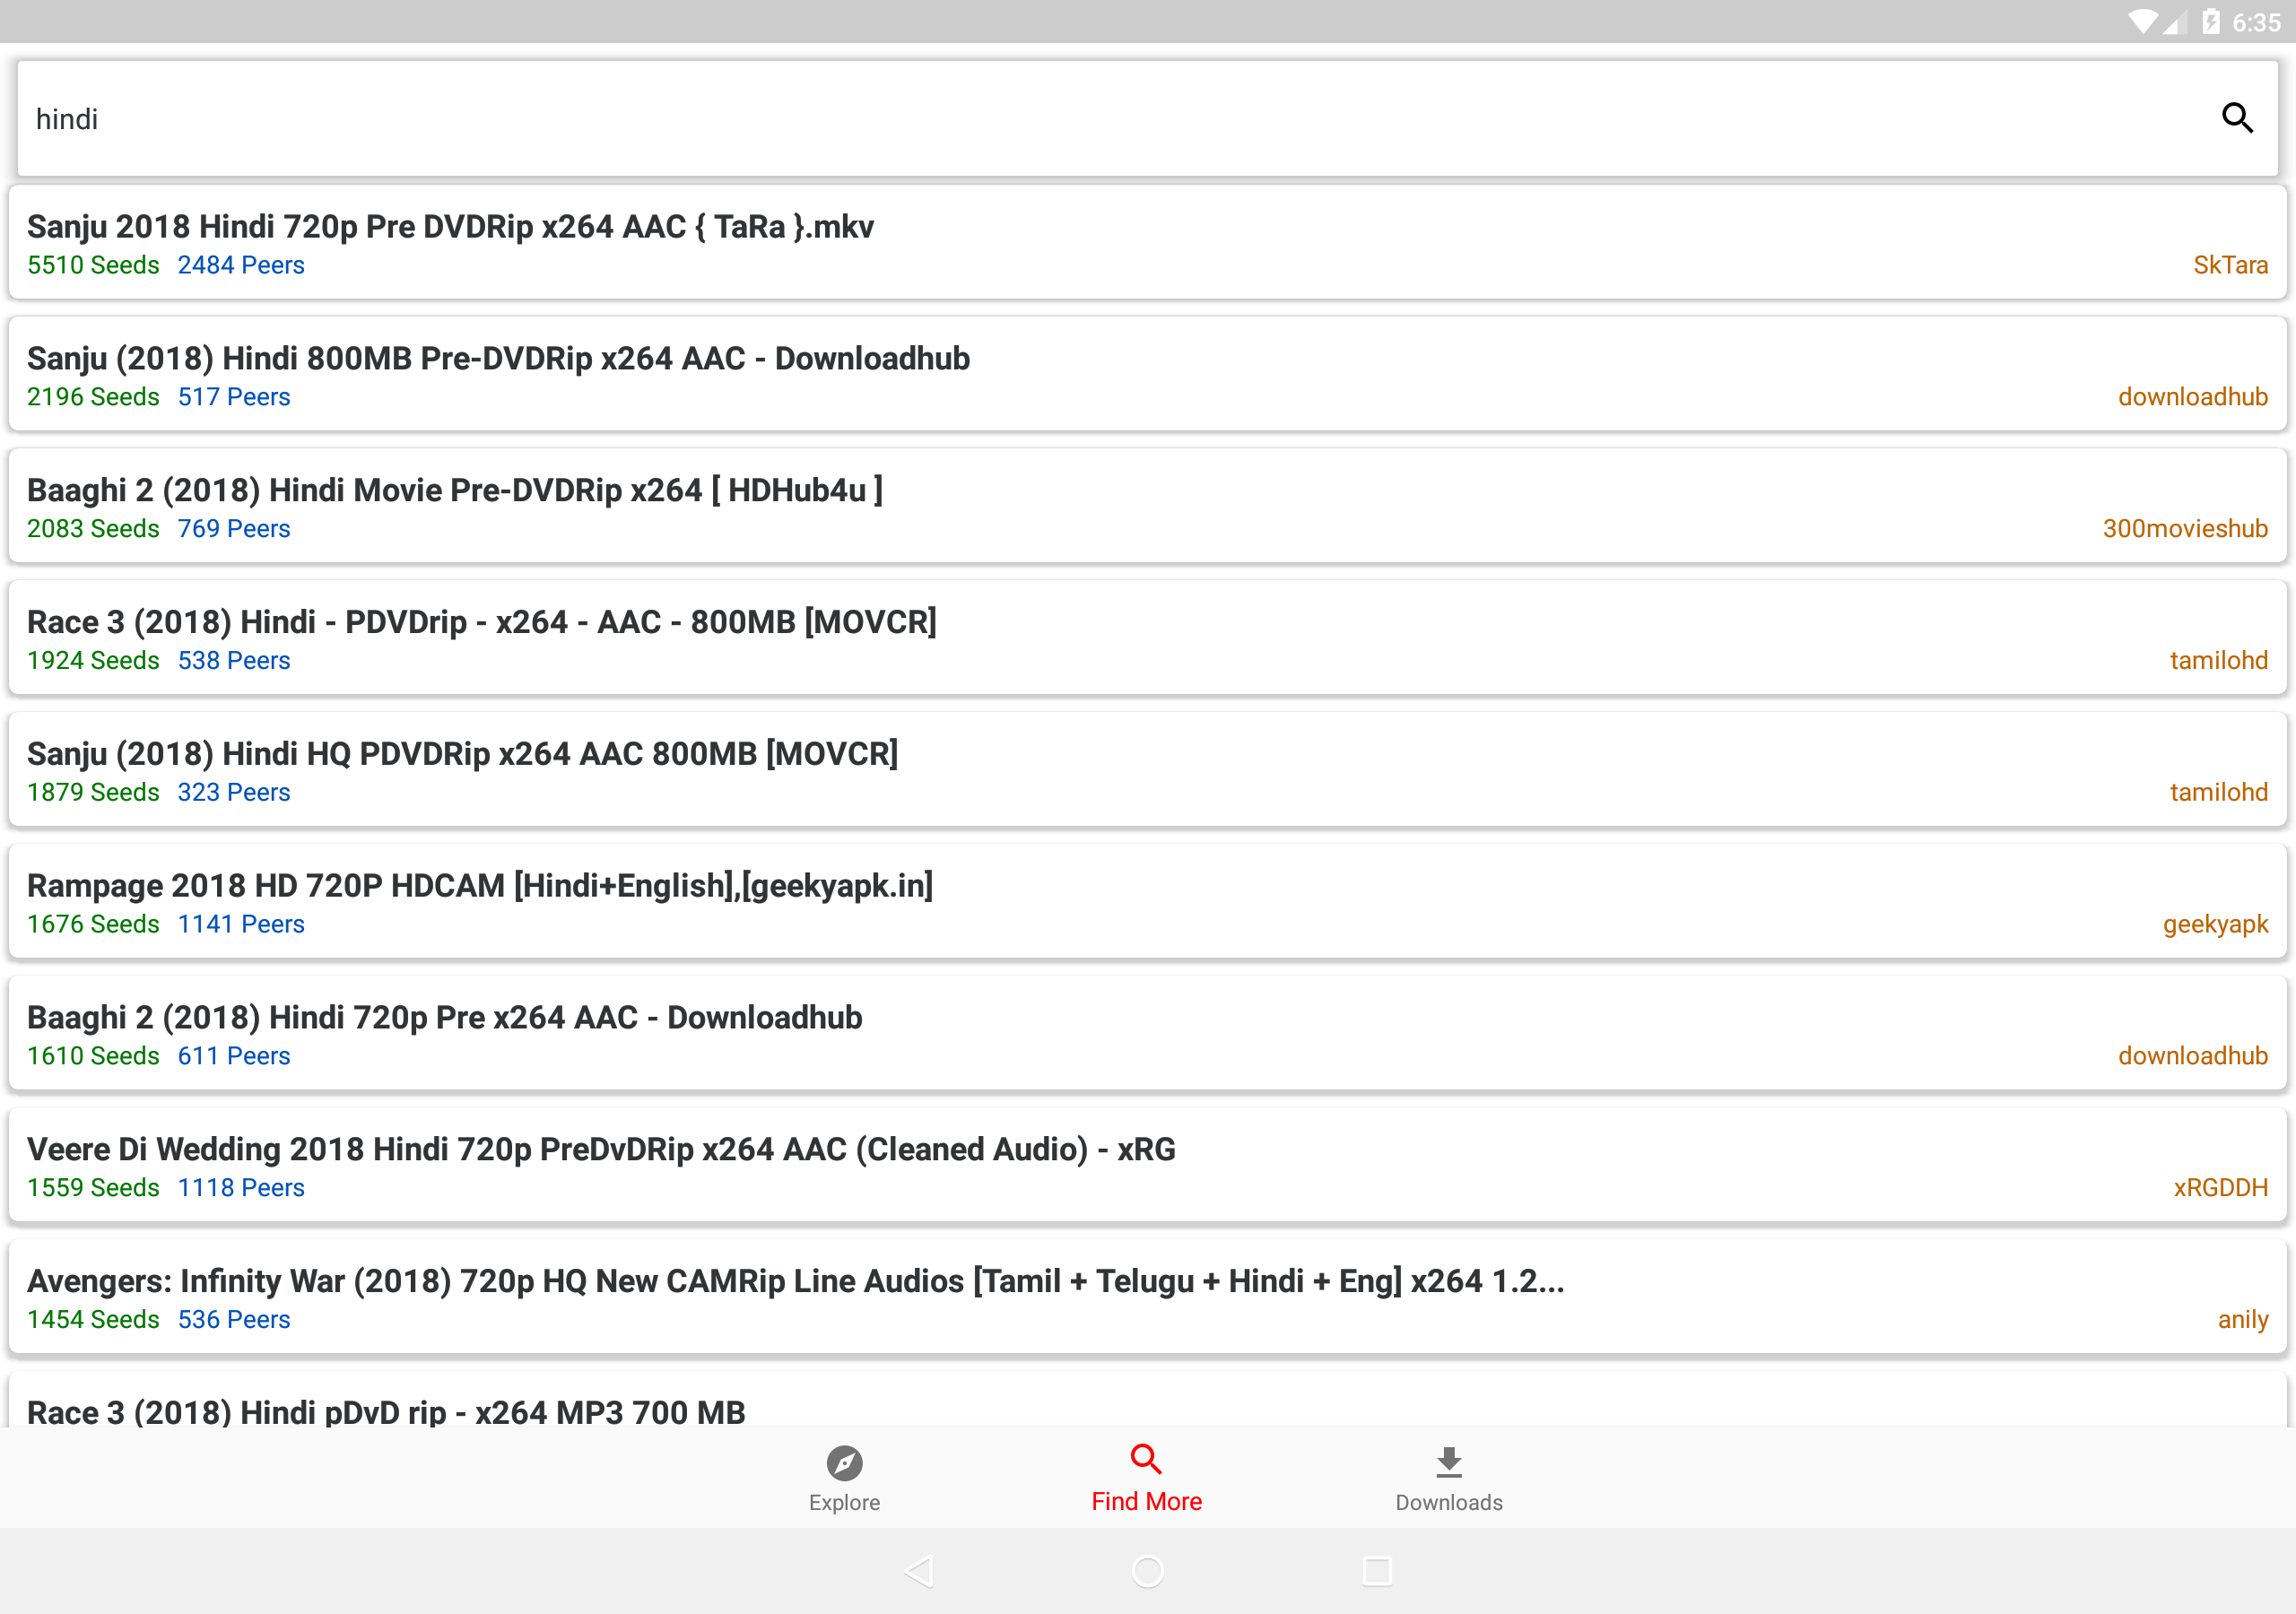 6:35
hindi
Sanju 2018 Hindi 720p Pre DVDRip x264 AAC { TaRa }.mkv
5510 Seeds 2484 Peers SkTara
Sanju (2018) Hindi 800MB Pre-DVDRip x264 AAC - Downloadhub
2196 Seeds 517 Peers downloadhub
Baaghi 2 (2018) Hindi Movie Pre-DVDRip x264 [ HDHub4u ]
2083 Seeds 769 Peers 300movieshub
Race 3 (2018) Hindi - PDVDrip - x264 - AAC - 800MB [MOVCR]
1924 Seeds 538 Peers tamilohd
Sanju (2018) Hindi HQ PDVDRip x264 AAC 800MB [MOVCR]
1879 Seeds 323 Peers tamilohd
Rampage 2018 HD 720P HDCAM [Hindi+English],[geekyapk.in]
1676 Seeds 1141 Peers geekyapk
Baaghi 2 (2018) Hindi 720p Pre x264 AAC - Downloadhub
1610 Seeds 611 Peers downloadhub
Veere Di Wedding 2018 Hindi 720p PreDvDRip x264 AAC (Cleaned Audio) - xRG
1559 Seeds 1118 Peers xRGDDH
Avengers: Infinity War (2018) 720p HQ New CAMRip Line Audios [Tamil + Telugu + Hindi + Eng] x264 1.2...
1454 Seeds 536 Peers anily
Race 3 (2018) Hindi pDvD rip - x264 MP3 700 MB
Explore Find More Downloads